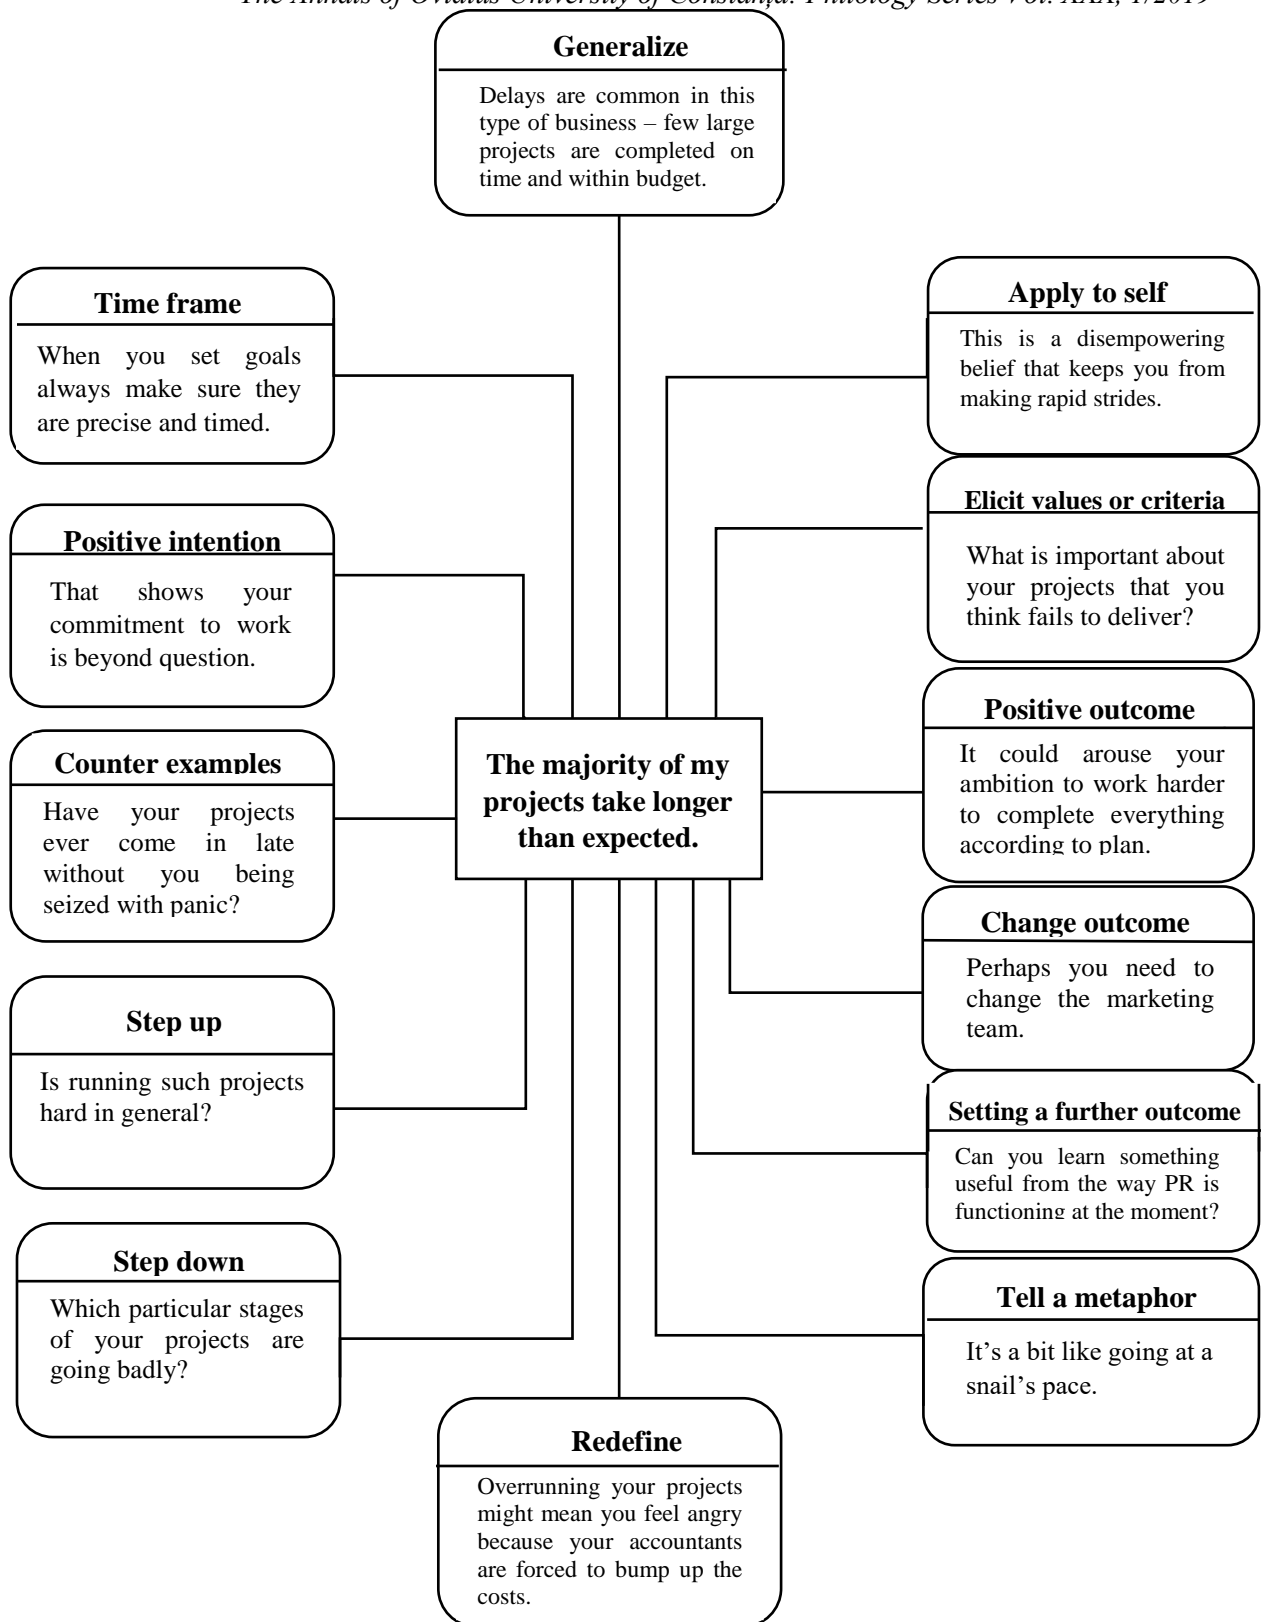 The Annals of Ovidius University of Constanța: Philology Series Vol. XXX, 1/2019
Generalize
Delays are common in this
type of business – few large
projects are completed on
time and within budget.
Time frame
When you set goals
always make sure they
are precise and timed.
Apply to self
This is a disempowering
belief that keeps you from
making rapid strides.
Positive intention
That shows your
commitment to work
is beyond question.
Elicit values or criteria
What is important about
your projects that you
think fails to deliver?
Counter examples
Have your projects
ever come in late
without you being
seized with panic?
The majority of my
projects take longer
than expected.
Positive outcome
It could arouse your
ambition to work harder
to complete everything
according to plan.
Change outcome
Perhaps you need to
change the marketing
team.
Step up
Is running such projects
hard in general?
Setting a further outcome
Can you learn something
useful from the way PR is
functioning at the moment?
Step down
Which particular stages
of your projects are
going badly?
Tell a metaphor
It's a bit like going at a
snail's pace.
Redefine
Overrunning your projects
might mean you feel angry
because your accountants
are forced to bump up the
costs.